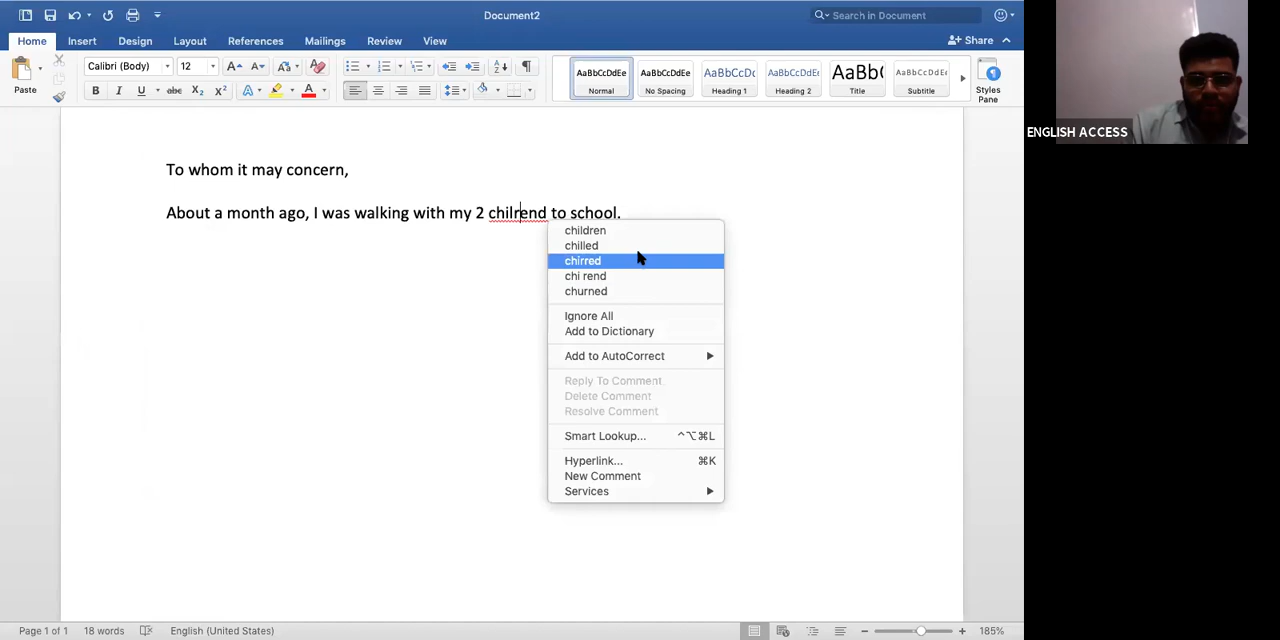 Document2
Search in Document
Home Insert Design Layout References Mailings Review View
Share
Paste
Calibri (Body) 12
AaBbCcDdEe AaBbCcDdEe AaBbCcDc AaBbCcDdEe AaBb( AaBbCcDdEe
Normal No Spacing Heading 1 Heading 2 Title Subtitle
Styles Pane
ENGLISH ACCESS
To whom it may concern,
About a month ago, I was walking with my 2 chilrend to school.
children
chilled
chirred
chi rend
churned
Ignore All
Add to Dictionary
Add to AutoCorrect
Reply To Comment
Delete Comment
Resolve Comment
Smart Lookup... ^⌥⌘L
Hyperlink... ⌘K
New Comment
Services
Page 1 of 1 18 words English (United States) 185%